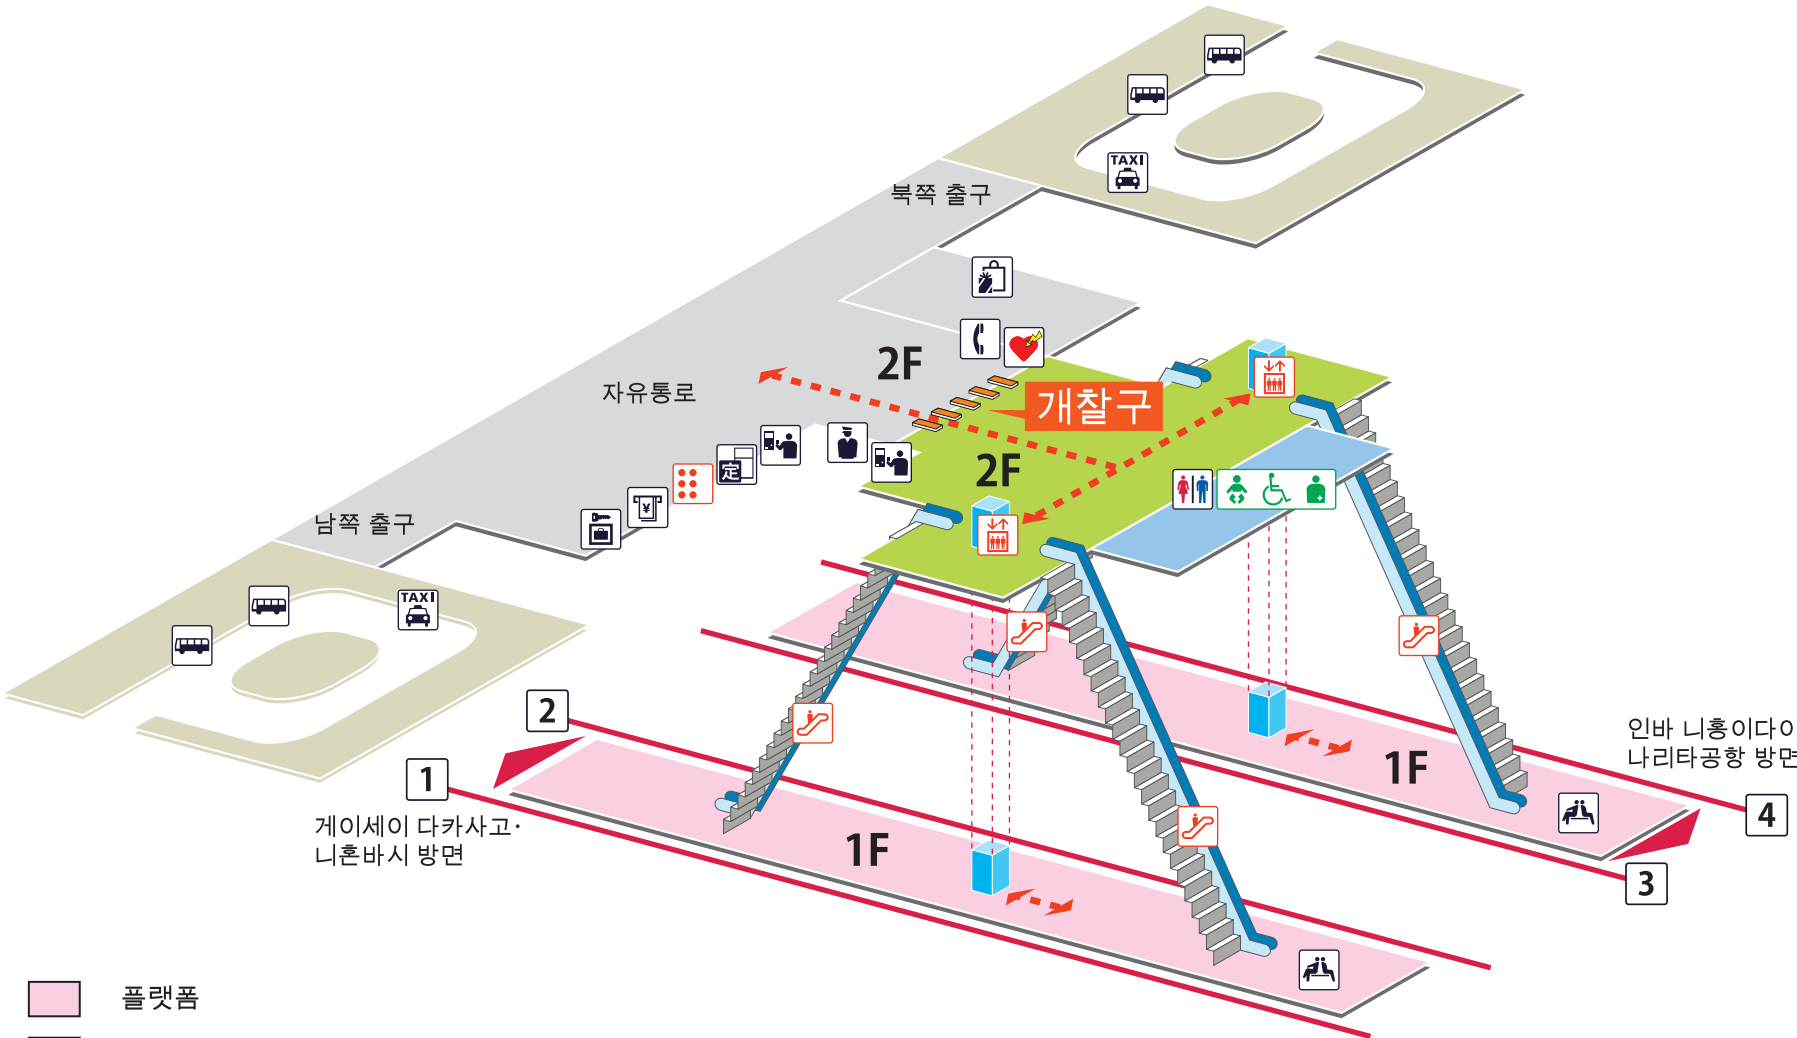 TAXI
북쪽 출구
2F
자유통로
개찰구
2F
定
¥
남쪽 출구
TAXI
2
1
게이세이 다카사고·
니혼바시 방면
1F
1F
인바 니홍이다이
나리타공항 방면
4
3
플랫폼